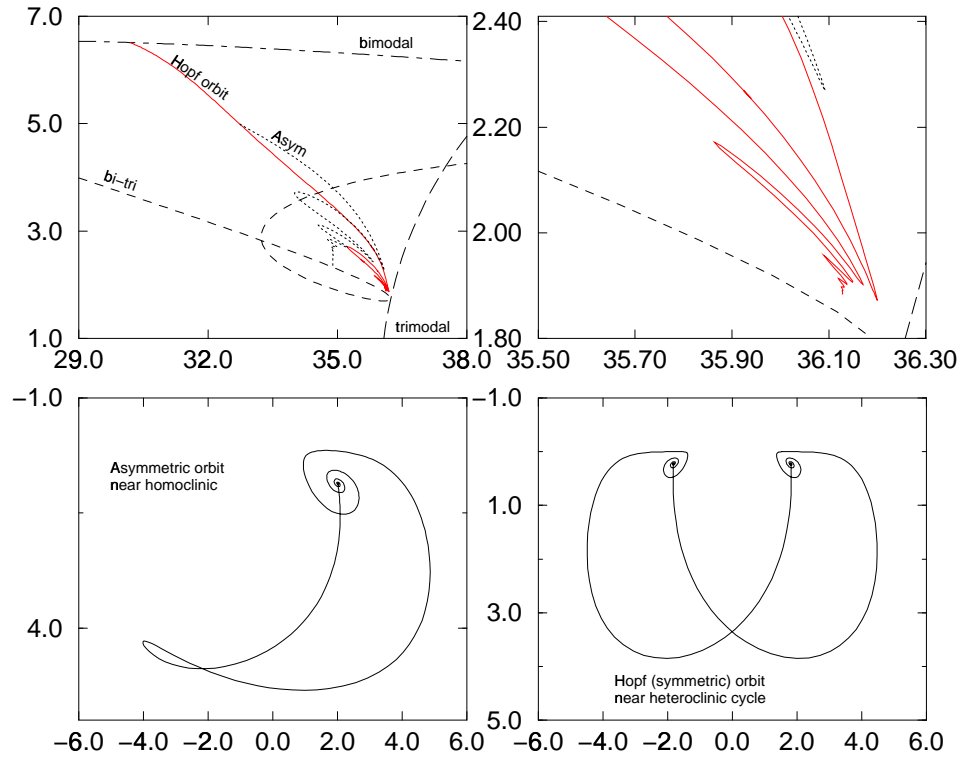 7.0
5.0
3.0
1.0
29.0 32.0 35.0 38.0
bimodal
Hopf orbit
Asym
bi-tri
trimodal
2.40
2.20
2.00
1.80
35.50 35.70 35.90 36.10 36.30
-1.0
4.0
-6.0 -4.0 -2.0 0.0 2.0 4.0 6.0
Asymmetric orbit
near homoclinic
-1.0
1.0
3.0
5.0
-6.0 -4.0 -2.0 0.0 2.0 4.0 6.0
Hopf (symmetric) orbit
near heteroclinic cycle